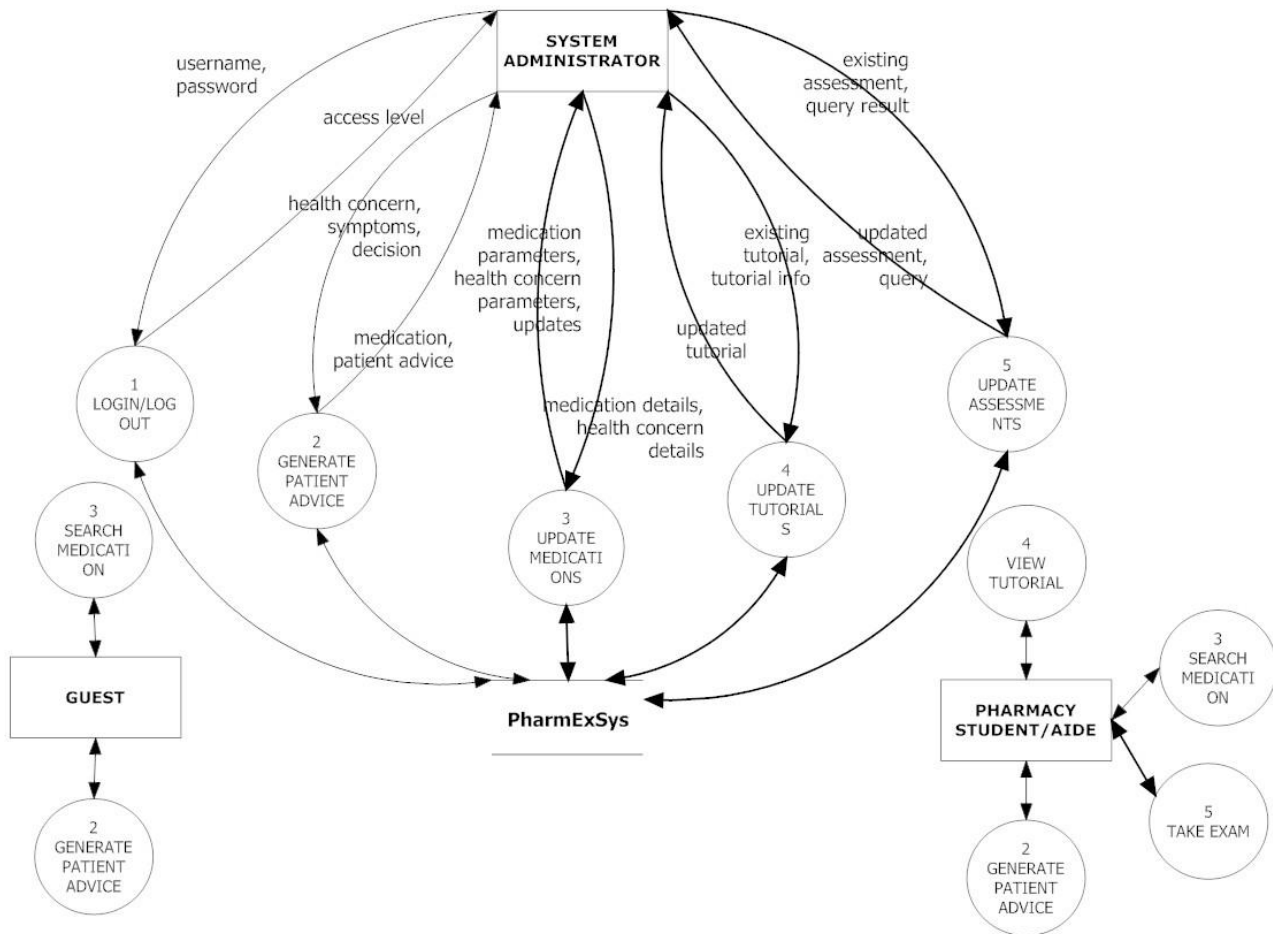 SYSTEM
ADMINISTRATOR
username,
password
existing
assessment,
query result
access level
health concern,
symptoms,
decision
medication
parameters,
health concern
parameters,
updates
existing
tutorial,
tutorial info
updated
assessment,
query
medication,
patient advice
updated
tutorial
1
LOGIN/LOG
OUT
2
GENERATE
PATIENT
ADVICE
medication details,
health concern
details
3
UPDATE
MEDICATI
ONS
4
UPDATE
TUTORIAL
S
5
UPDATE
ASSESSME
NTS
3
SEARCH
MEDICATI
ON
GUEST
2
GENERATE
PATIENT
ADVICE
PharmExSys
4
VIEW
TUTORIAL
3
SEARCH
MEDICATI
ON
PHARMACY
STUDENT/AIDE
5
TAKE EXAM
2
GENERATE
PATIENT
ADVICE